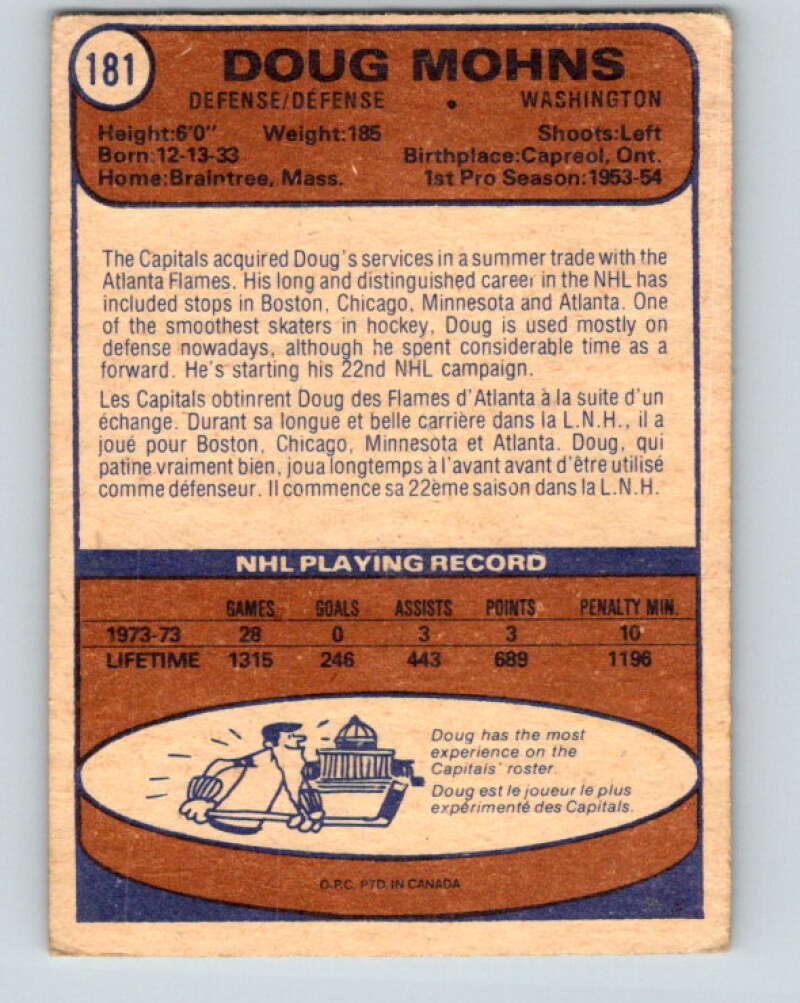 181
DOUG MOHNS
DEFENSE/DÉFENSE • WASHINGTON
Height:6'0" Weight:185 Shoots:Left
Born:12-13-33 Birthplace:Capreol, Ont.
Home:Braintree, Mass. 1st Pro Season:1953-54
The Capitals acquired Doug's services in a summer trade with the
Atlanta Flames. His long and distinguished career in the NHL has
included stops in Boston, Chicago, Minnesota and Atlanta. One
of the smoothest skaters in hockey, Doug is used mostly on
defense nowadays, although he spent considerable time as a
forward. He's starting his 22nd NHL campaign.
Les Capitals obtinrent Doug des Flames d'Atlanta à la suite d'un
échange. Durant sa longue et belle carrière dans la L.N.H., il a
joué pour Boston, Chicago, Minnesota et Atlanta. Doug, qui
patine vraiment bien, joua longtemps à l'avant avant d'être utilisé
comme défenseur. Il commence sa 22ème saison dans la L.N.H.
NHL PLAYING RECORD
GAMES GOALS ASSISTS POINTS PENALTY MIN.
1973-73 28 0 3 3 10
LIFETIME 1315 246 443 689 1196
Doug has the most
experience on the
Capitals' roster.
Doug est le joueur le plus
expérimenté des Capitals.
O.P.C. PTD. IN CANADA